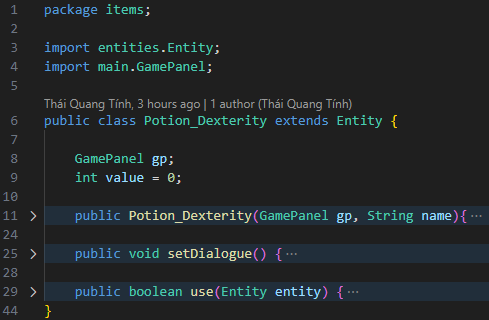 1 package items;
2
3 import entities.Entity;
4 import main.GamePanel;
5
Thái Quang Tính, 3 hours ago | 1 author (Thái Quang Tính)
6 public class Potion_Dexterity extends Entity {
7
8 GamePanel gp;
9 int value = 0;
10
11 > public Potion_Dexterity(GamePanel gp, String name){ ···
24
25 > public void setDialogue() { ···
28
29 > public boolean use(Entity entity) { ···
44 }